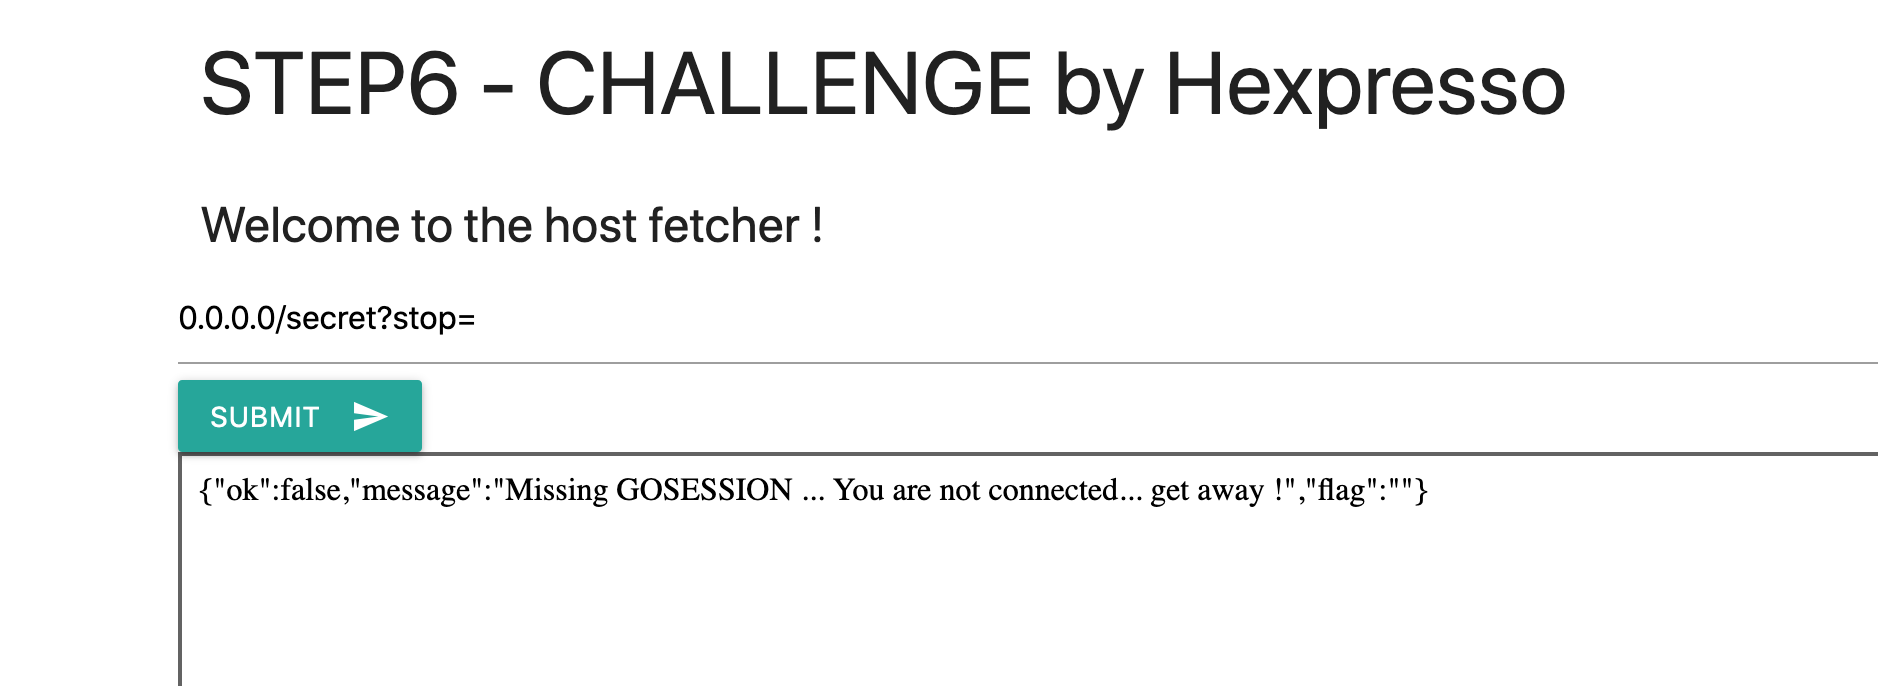 STEP6 - CHALLENGE by Hexpresso
Welcome to the host fetcher !
0.0.0.0/secret?stop=
SUBMIT
{"ok":false,"message":"Missing GOSESSION ... You are not connected... get away !","flag":""}